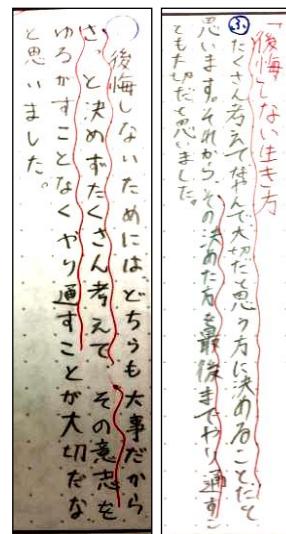 「後悔しない生き方
ふ
たくさん考えてなやんで大切だと思う方に決めることだと
思います。それから、その決めた方を最後までやり通すこ
とも大切だと思いました。
後悔しないためには、どちらも大事だから
さっと決めずたくさん考えて、その意志を
ゆるがすことなくやり通すことが大切だな
と思いました。